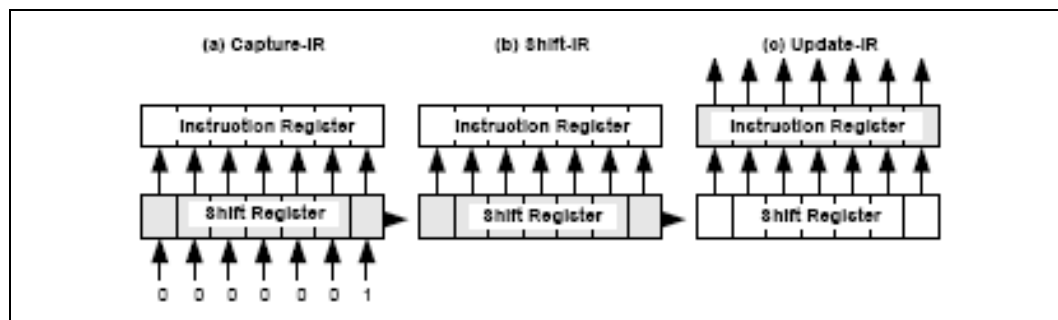 (a) Capture-IR
(b) Shift-IR
(c) Update-IR
Instruction Register
Instruction Register
Instruction Register
Shift Register
Shift Register
Shift Register
0 0 0 0 0 0 1